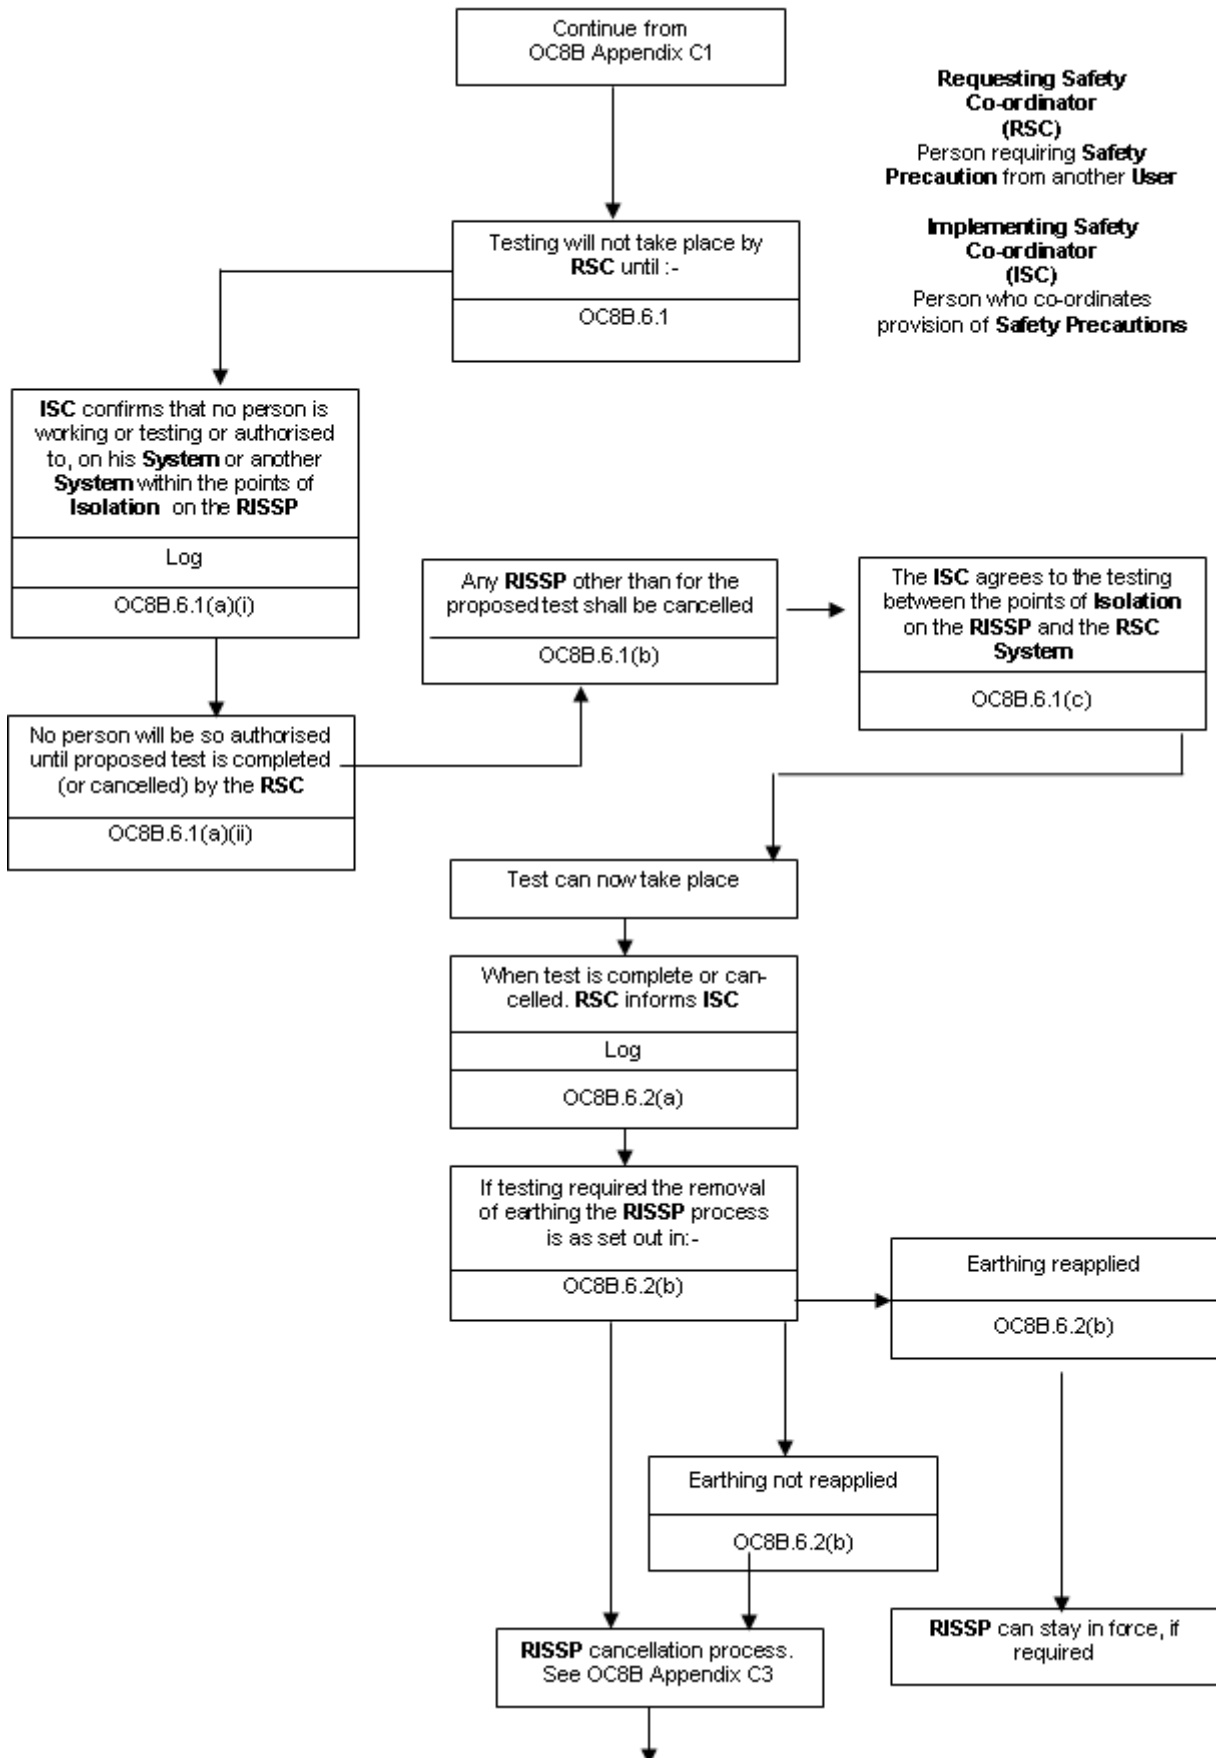 Continue from
OC8B Appendix C1
Requesting Safety
Co-ordinator
(RSC)
Person requiring Safety
Precaution from another User
Implementing Safety
Co-ordinator
(ISC)
Person who co-ordinates
provision of Safety Precautions
Testing will not take place by
RSC until :-
OC8B.6.1
ISC confirms that no person is
working or testing or authorised
to, on his System or another
System within the points of
Isolation on the RISSP
Log
OC8B.6.1(a)(i)
No person will be so authorised
until proposed test is completed
(or cancelled) by the RSC
OC8B.6.1(a)(ii)
Any RISSP other than for the
proposed test shall be cancelled
OC8B.6.1(b)
The ISC agrees to the testing
between the points of Isolation
on the RISSP and the RSC
System
OC8B.6.1(c)
Test can now take place
When test is complete or can-
celled. RSC informs ISC
Log
OC8B.6.2(a)
If testing required the removal
of earthing the RISSP process
is as set out in:-
OC8B.6.2(b)
Earthing reapplied
OC8B.6.2(b)
Earthing not reapplied
OC8B.6.2(b)
RISSP can stay in force, if
required
RISSP cancellation process.
See OC8B Appendix C3